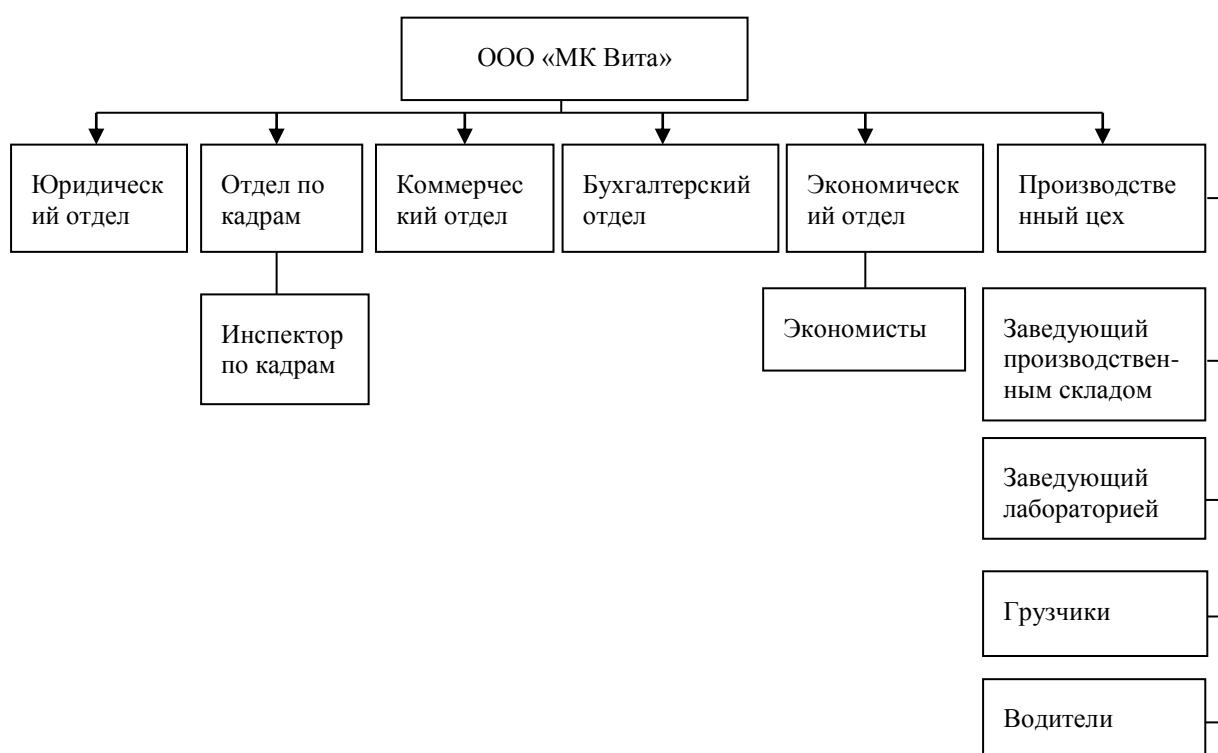 ООО «МК Вита»
Юридическ
ий отдел
Отдел по
кадрам
Коммерчес
кий отдел
Бухгалтерский
отдел
Экономическ
ий отдел
Производстве
нный цех
Инспектор
по кадрам
Экономисты
Заведующий
производствен-
ным складом
Заведующий
лабораторией
Грузчики
Водители